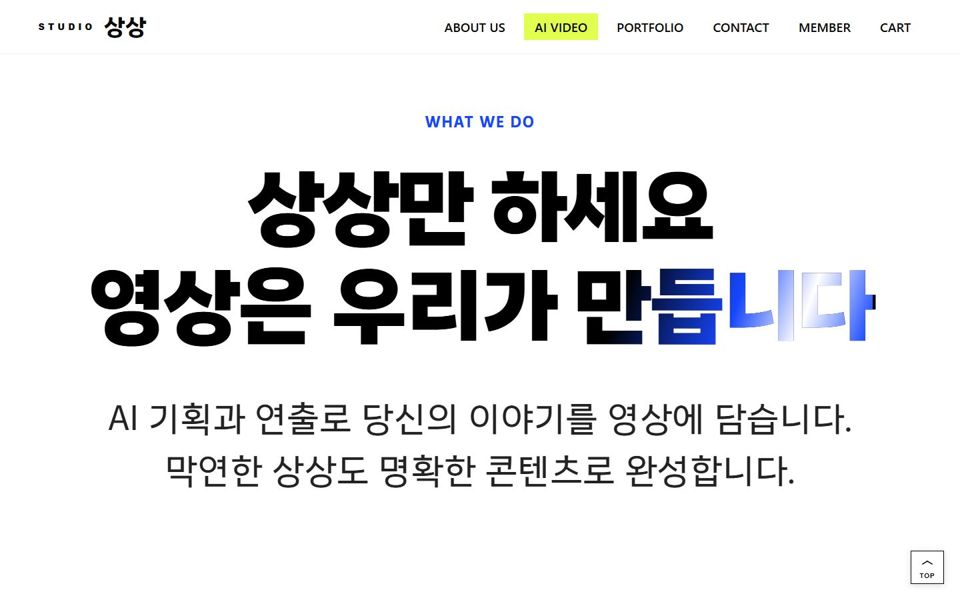 STUDIO 상상
ABOUT US AI VIDEO PORTFOLIO CONTACT MEMBER CART
WHAT WE DO
상상만 하세요
영상은 우리가 만듭니다
AI 기획과 연출로 당신의 이야기를 영상에 담습니다.
막연한 상상도 명확한 콘텐츠로 완성합니다.
TOP